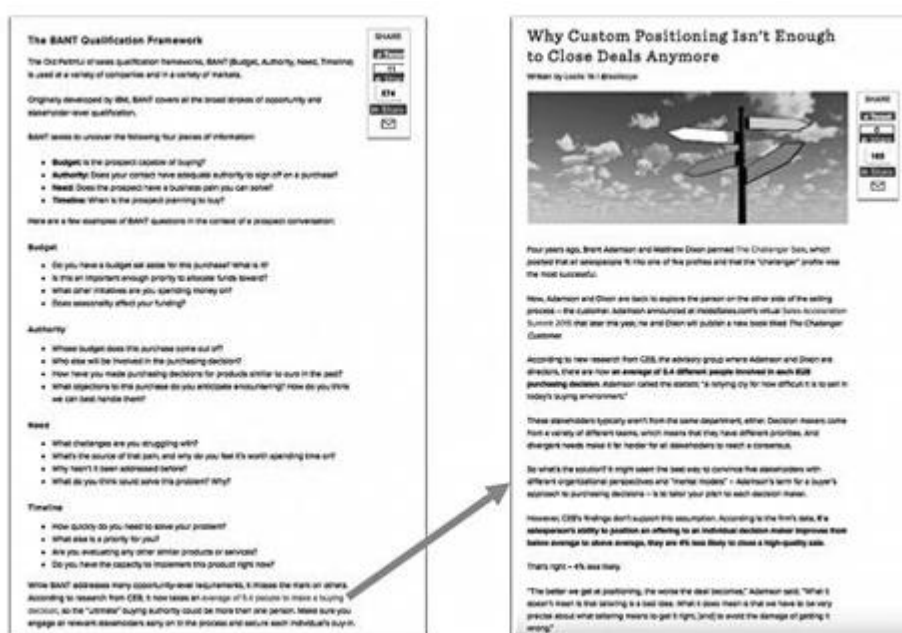 The BANT Qualification Framework
The Old Faithful of sales qualification frameworks, BANT (Budget, Authority, Need, Timeline)
is used at a variety of companies and in a variety of markets.
Originally developed by IBM, BANT covers all the broad strokes of opportunity and
stakeholder-level qualification.
BANT seeks to uncover the following four pieces of information:
• Budget: Is the prospect capable of buying?
• Authority: Does your contact have adequate authority to sign off on a purchase?
• Need: Does the prospect have a business pain you can solve?
• Timeline: When is the prospect planning to buy?
Here are a few examples of BANT questions in the context of a prospect conversation:
Budget
• Do you have a budget set aside for this purchase? What is it?
• Is this an important enough priority to allocate funds toward?
• What other initiatives are you spending money on?
• Does seasonality affect your funding?
Authority
• Whose budget does this purchase come out of?
• Who else will be involved in the purchasing decision?
• How have you made purchasing decisions for products similar to ours in the past?
• What objections to this purchase do you anticipate encountering? How do you think
we can best handle them?
Need
• What challenges are you struggling with?
• What's the source of that pain, and why do you feel it's worth spending time on?
• Why hasn't it been addressed before?
• What do you think could solve this problem? Why?
Timeline
• How quickly do you need to solve your problem?
• What else is a priority for you?
• Are you evaluating any other similar products or services?
• Do you have the capacity to implement this product right now?
While BANT addresses many opportunity-level requirements, it misses the mark on others.
According to research from CEB, it now takes an average of 5.4 people to make a buying
decision, so the "ultimate" buying authority could be more than one person. Make sure you
engage all relevant stakeholders early on in the process and secure each individual's buy-in.
SHARE
Tweet
11
Share
574
Share
Why Custom Positioning Isn't Enough
to Close Deals Anymore
Written by Leslie Ye |
SHARE
Tweet
0
Share
Share
Four years ago, Brent Adamson and Matthew Dixon penned The Challenger Sale, which
posited that all salespeople fit into one of five profiles and that the "challenger" profile was
the most successful.
Now, Adamson and Dixon are back to explore the person on the other side of the selling
process — the customer. Adamson announced at InsideSales.com's virtual Sales Acceleration
Summit 2015 that later this year, he and Dixon will publish a new book titled The Challenger
Customer.
According to new research from CEB, the advisory group where Adamson and Dixon are
directors, there are now an average of 5.4 different people involved in each B2B
purchasing decision. Adamson called the statistic "a rallying cry for how difficult it is to sell in
today's buying environment."
These stakeholders typically aren't from the same department, either. Decision makers come
from a variety of different teams, which means that they have different priorities. And
divergent needs make it far harder for all stakeholders to reach a consensus.
So what's the solution? It might seem the best way to convince five stakeholders with
different organizational perspectives and "mental models" — Adamson's term for a buyer's
approach to purchasing decisions — is to tailor your pitch to each decision maker.
However, CEB's findings don't support this assumption. According to the firm's data, if a
salesperson's ability to position an offering to an individual decision maker improves from
below average to above average, they are 4% less likely to close a high-quality sale.
That's right — 4% less likely.
"The better we get at positioning, the worse the deal becomes," Adamson said. "What it
doesn't mean is that tailoring is a bad idea. What it does mean is that we have to be very
precise about what tailoring means to get it right, [and] to avoid the damage of getting it
wrong."